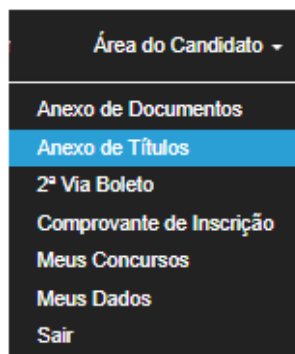 Área do Candidato
Anexo de Documentos
Anexo de Títulos
2ª Via Boleto
Comprovante de Inscrição
Meus Concursos
Meus Dados
Sair